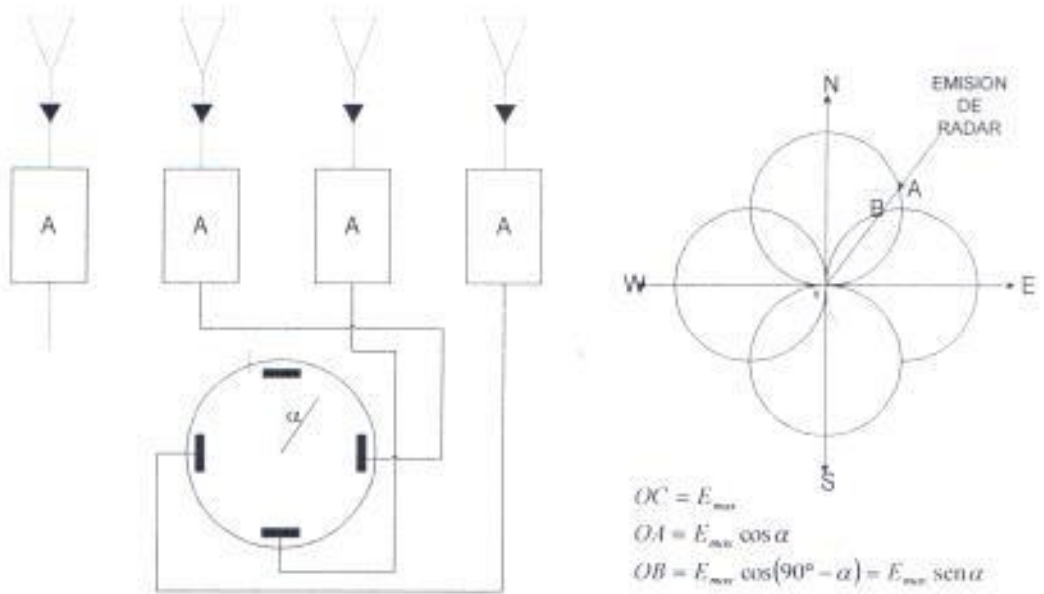 A
A
A
A
α
N
EMISION
DE
RADAR
A
B
W
E
S
OC = E_max
OA = E_max cos α
OB = E_max cos(90° − α) = E_max sen α